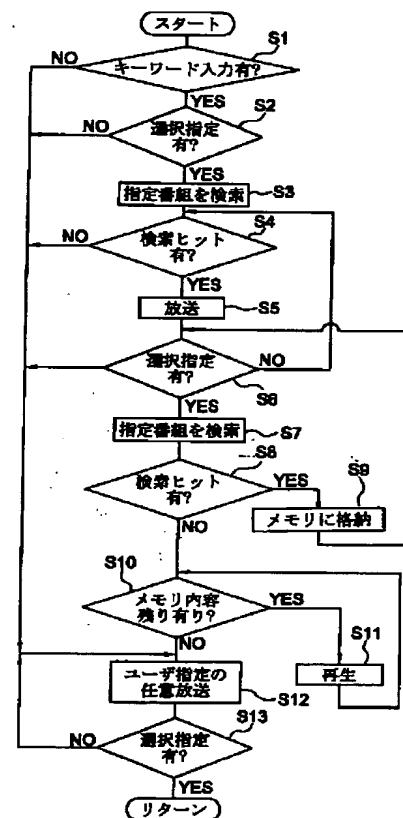 スタート
S1
NO
キーワード入力有?
YES
S2
NO
選択指定
有?
YES
指定番組を検索
S3
S4
NO
検索ヒット
有?
YES
放送
S5
選択指定
有?
NO
S6
YES
指定番組を検索
S7
S8
検索ヒット
有?
YES
S9
メモリに格納
NO
S10
メモリ内容
残り有り?
YES
S11
再生
NO
ユーザ指定の
任意放送
S12
S13
NO
選択指定
有?
YES
リターン